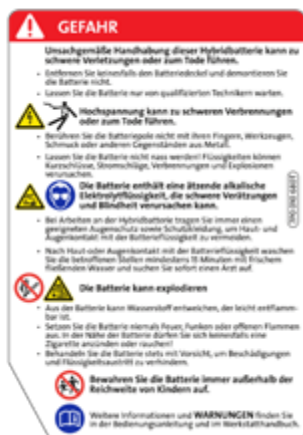 GEFAHR
Unsachgemäße Handhabung dieser Hybridbatterie kann zu
schwere Verletzungen oder zum Tode führen.
Entfernen Sie keinesfalls den Batteriedeckel und demontieren Sie
die Batterie nicht.
Lassen Sie die Batterie nur von qualifizierten Technikern warten.
Hochspannung kann zu schweren Verbrennungen
oder zum Tode führen.
Berühren Sie die Batteriepole nicht mit ihren Fingern, Werkzeugen,
Schmuck oder anderen Gegenständen aus Metall.
Lassen Sie die Batterie nicht nass werden! Flüssigkeiten können
Kurzschlüsse, Stromschläge, Verbrennungen und Explosionen
verursachen.
Die Batterie enthält eine ätzende alkalische
Elektrolytflüssigkeit, die schwere Verätzungen
und Blindheit verursachen kann.
Bei Arbeiten an der Hybridbatterie tragen Sie immer einen
geeigneten Augenschutz sowie Schutzkleidung, um Haut- und
Augenkontakt mit der Batterieflüssigkeit zu vermeiden.
Nach Haut-oder Augenkontakt mit der Batterieflüssigkeit waschen
Sie die betroffenen Stellen mindestens 15 Minuten mit frischem
fließenden Wasser und suchen Sie sofort einen Arzt auf.
Die Batterie kann explodieren
Aus der Batterie kann Wasserstoff entweichen, der leicht entflamm-
bar ist.
Setzen Sie die Batterie niemals Feuer, Funken oder offenen Flammen
aus. In der Nähe der Batterie dürfen Sie sich keinesfalls eine
Zigarette anzünden oder rauchen!
Behandeln Sie die Batterie stets mit Vorsicht, um Beschädigungen
und Flüssigkeitsaustritt zu verhindern.
Bewahren Sie die Batterie immer außerhalb der
Reichweite von Kindern auf.
Weitere Informationen und WARNUNGEN finden Sie
in der Bedienungsanleitung und im Werkstatthandbuch.